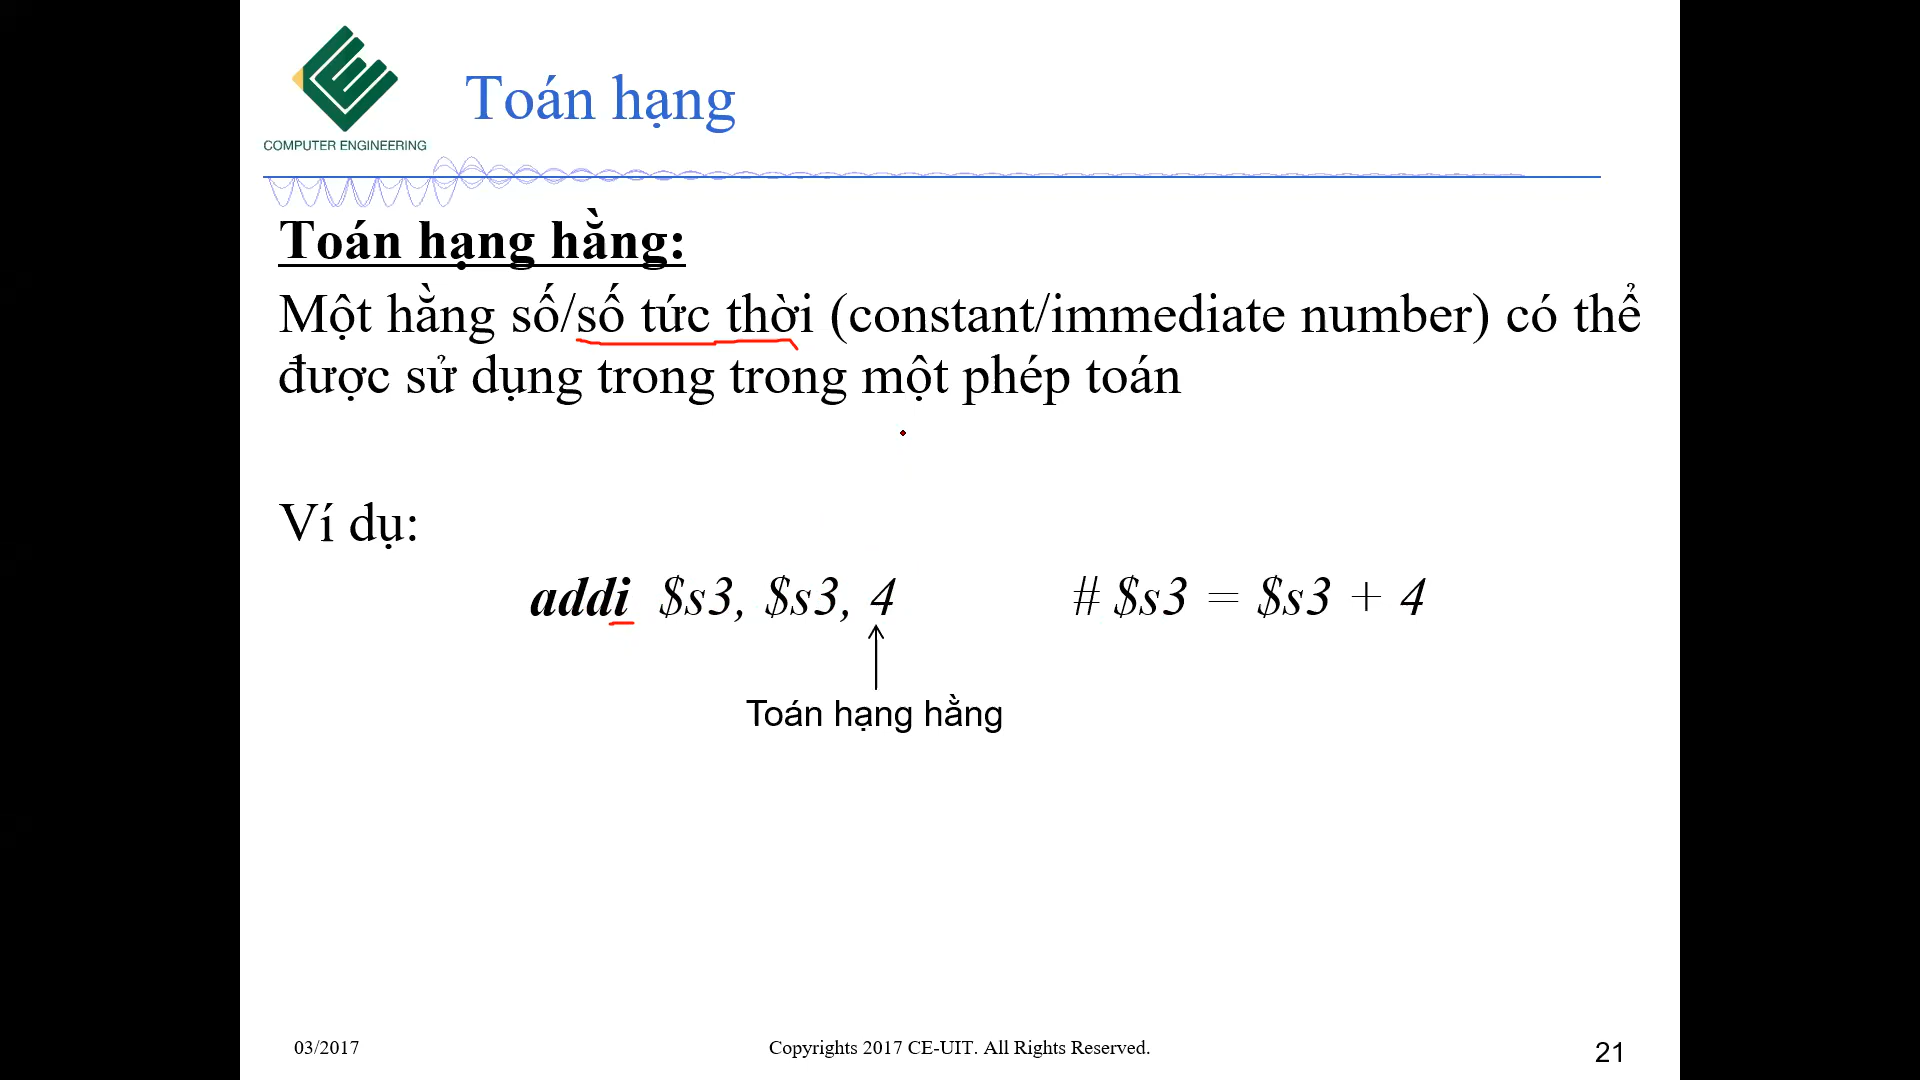 COMPUTER ENGINEERING
Toán hạng
Toán hạng hằng:
Một hằng số/số tức thời (constant/immediate number) có thể
được sử dụng trong trong một phép toán
Ví dụ:
addi $s3, $s3, 4 # $s3 = $s3 + 4
Toán hạng hằng
03/2017 Copyrights 2017 CE-UIT. All Rights Reserved. 21